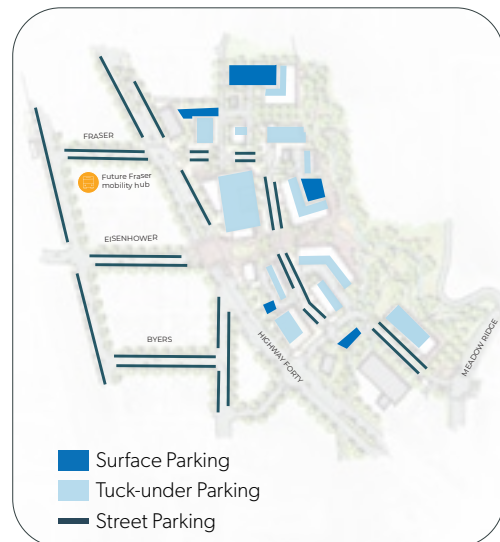 FRASER
Future Fraser
mobility hub
EISENHOWER
BYERS
HIGHWAY FORTY
MEADOW RIDGE
Surface Parking
Tuck-under Parking
Street Parking